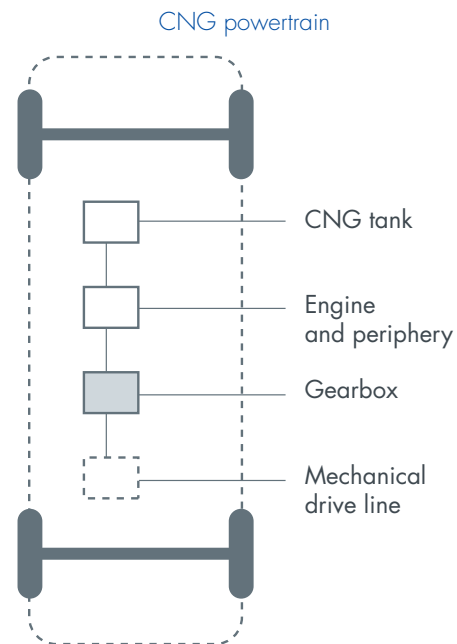 CNG powertrain
CNG tank
Engine
and periphery
Gearbox
Mechanical
drive line